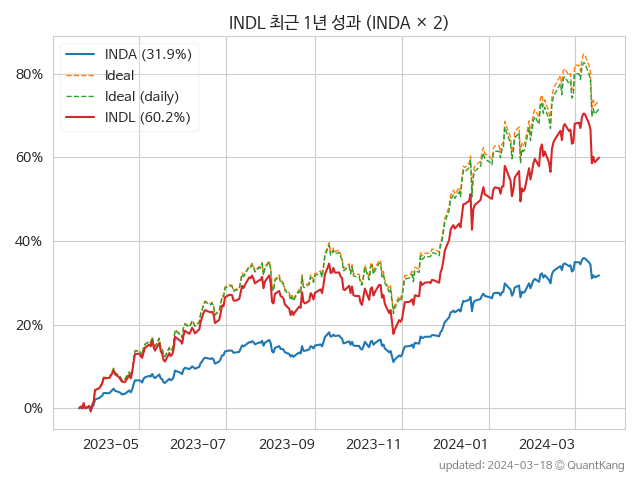 INDL 최근 1년 성과 (INDA × 2)
INDA (31.9%)
Ideal
Ideal (daily)
INDL (60.2%)
80%
60%
40%
20%
0%
2023-05 2023-07 2023-09 2023-11 2024-01 2024-03
updated: 2024-03-18 © QuantKang